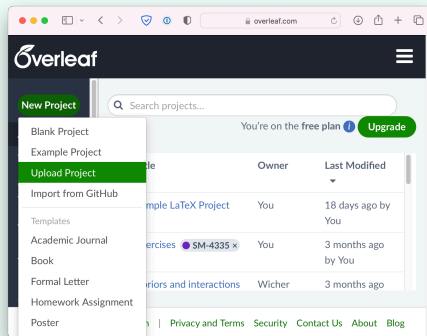 overleaf.com
Overleaf
New Project
Search projects...
You're on the free plan i Upgrade
Blank Project
Example Project
Upload Project
Import from GitHub
Templates
Academic Journal
Book
Formal Letter
Homework Assignment
Poster
tle Owner Last Modified
mple LaTeX Project You 18 days ago by You
ercises SM-4335 × You 3 months ago by You
riors and interactions Wicher 3 months ago
n | Privacy and Terms Security Contact Us About Blog